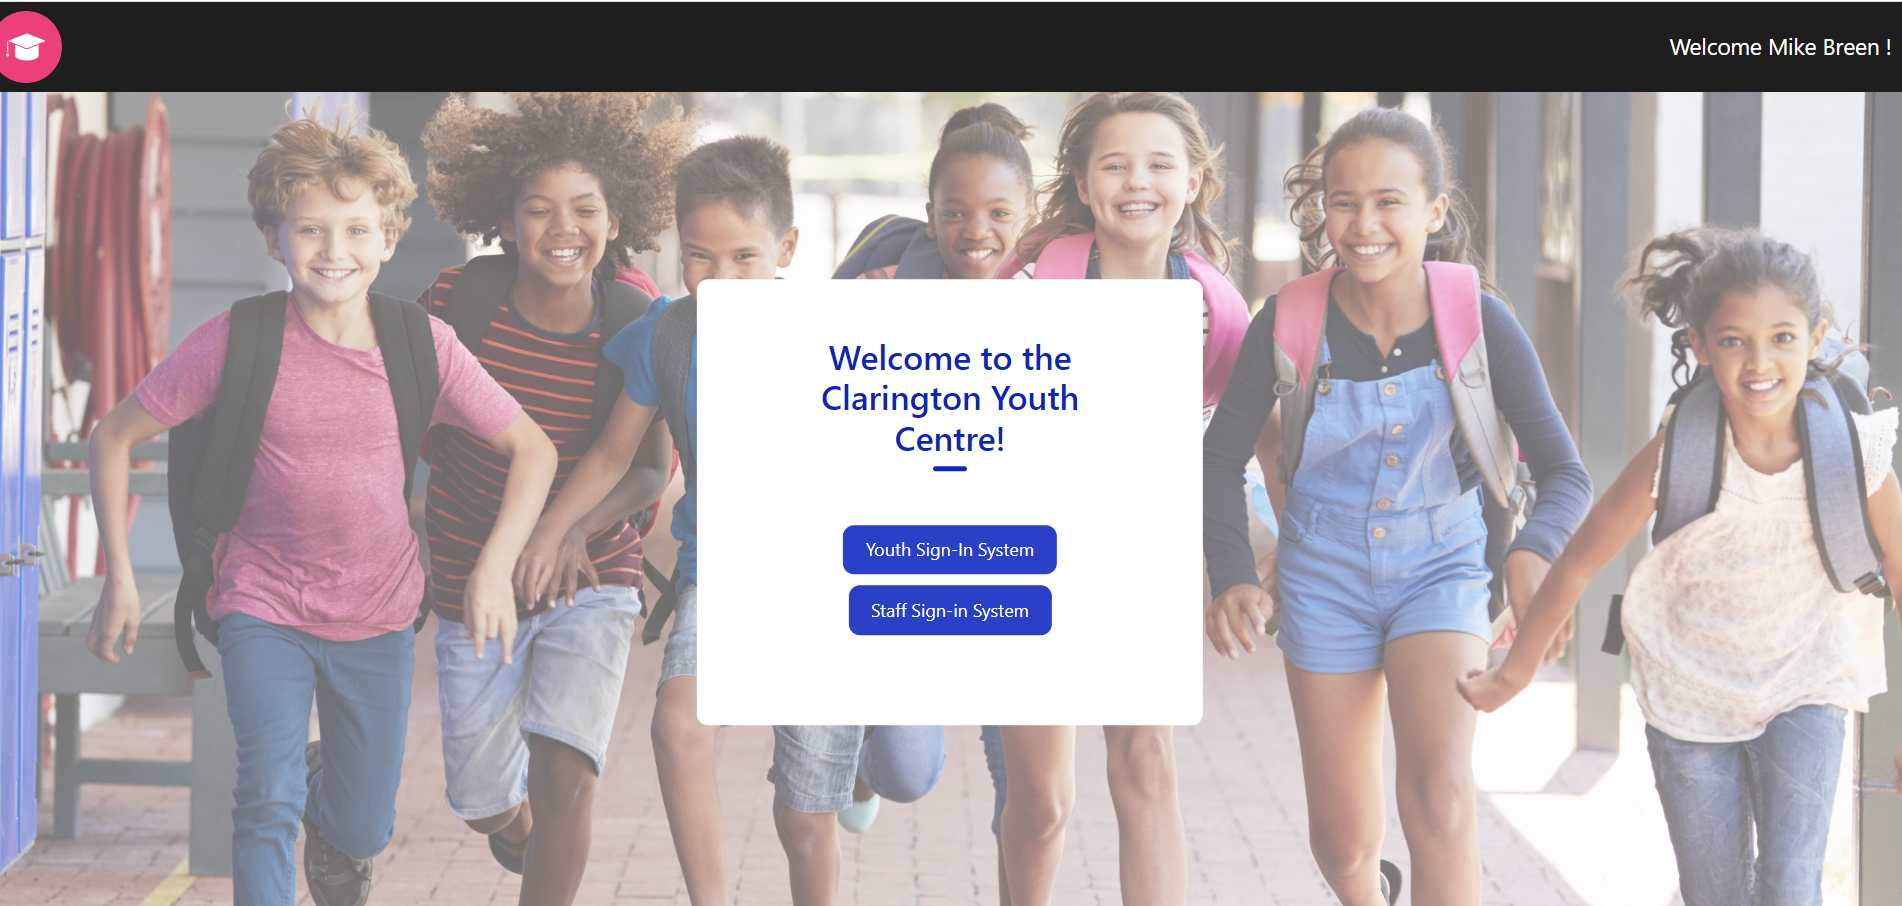 Welcome Mike Breen !
Welcome to the
Clarington Youth
Centre!
Youth Sign-In System
Staff Sign-in System